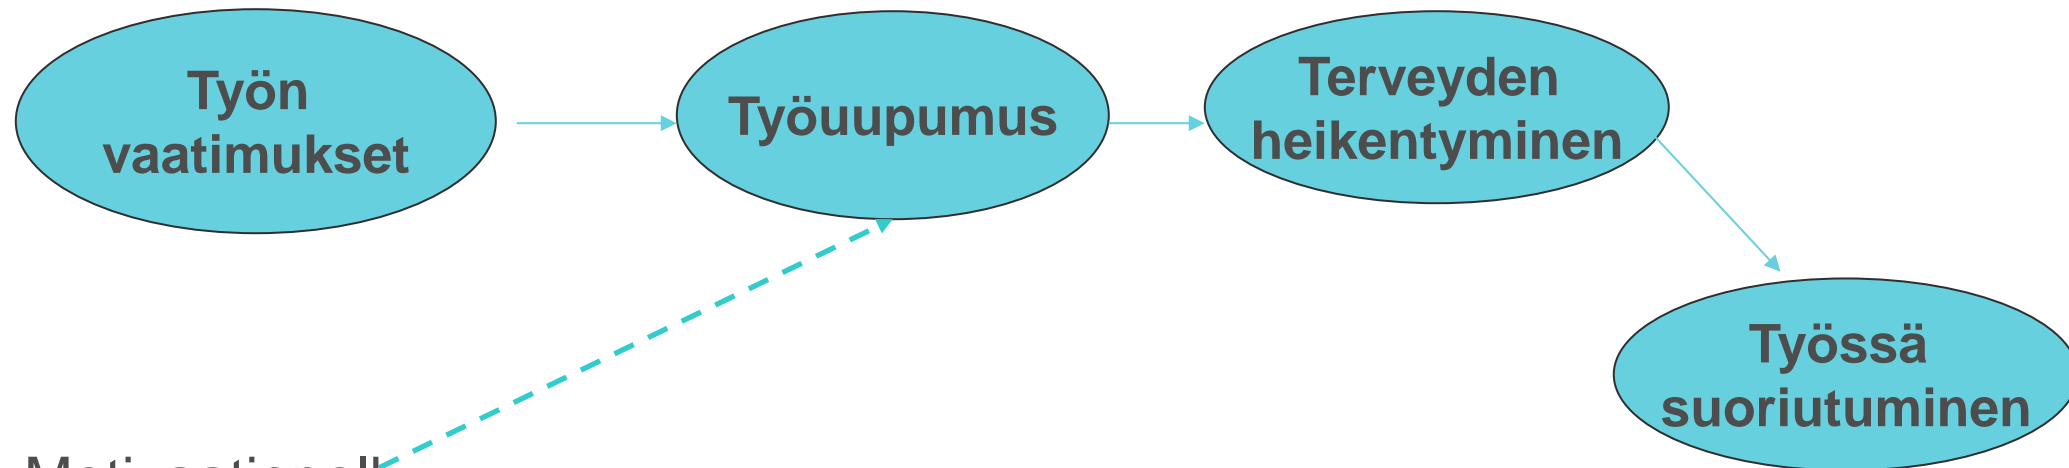 Työn
vaatimukset
Työuupumus
Terveyden
heikentyminen
Työssä
suoriutuminen